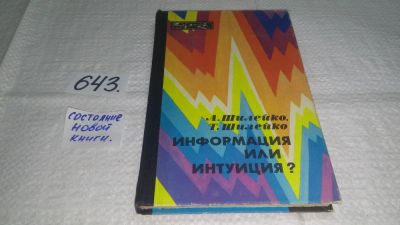 643.
состояние
новой
книги.
А. Шилейко,
Т. Шилейко
ИНФОРМАЦИЯ
ИЛИ
ИНТУИЦИЯ?